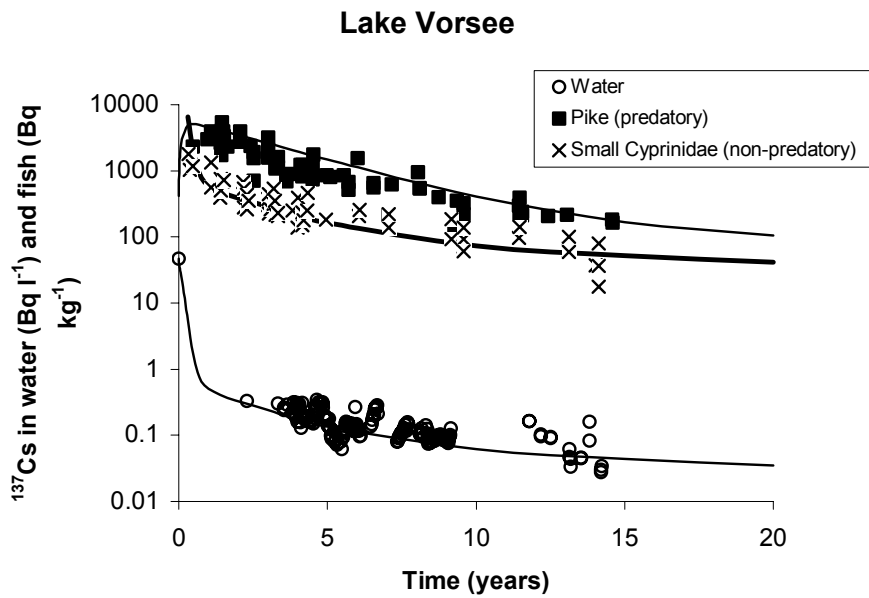 Lake Vorsee
Water
Pike (predatory)
Small Cyprinidae (non-predatory)
¹³⁷Cs in water (Bq l⁻¹) and fish (Bq
kg⁻¹)
10000
1000
100
10
1
0.1
0.01
0 5 10 15 20
Time (years)